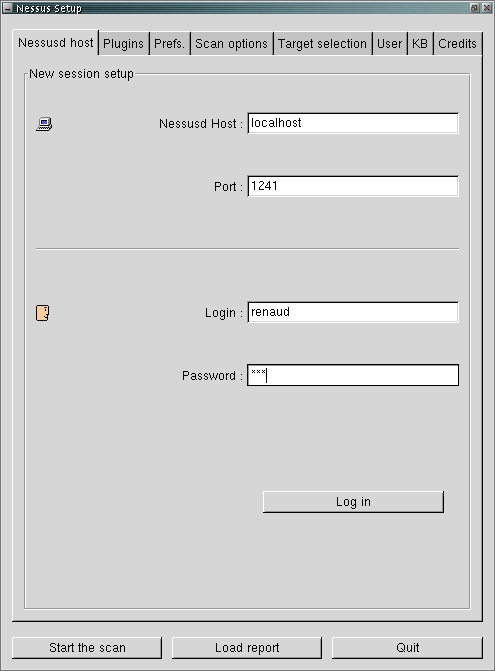 Nessus Setup
Nessusd host Plugins Prefs. Scan options Target selection User KB Credits
New session setup
Nessusd Host : localhost
Port : 1241
Login : renaud
Password : ***
Log in
Start the scan Load report Quit